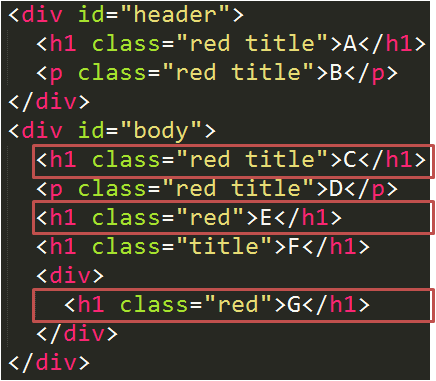 <div id="header">
  <h1 class="red title">A</h1>
  <p class="red title">B</p>
</div>
<div id="body">
  <h1 class="red title">C</h1>
  <p class="red title">D</p>
  <h1 class="red">E</h1>
  <h1 class="title">F</h1>
  <div>
    <h1 class="red">G</h1>
  </div>
</div>